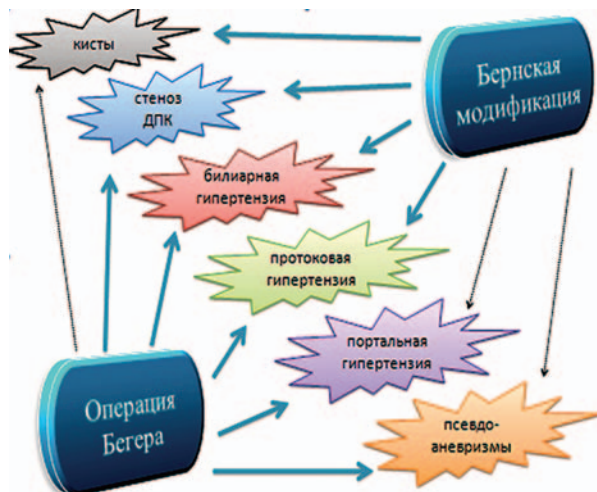 кисты
Бернская
модификация
стеноз
ДПК
билиарная
гипертензия
протоковая
гипертензия
портальная
гипертензия
Операция
Бегера
псевдо-
аневризмы